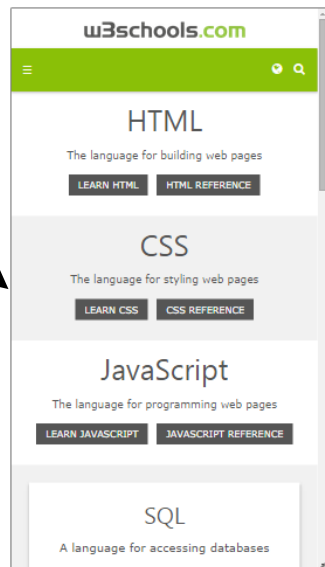 w3schools.com
HTML
The language for building web pages
LEARN HTML HTML REFERENCE
CSS
The language for styling web pages
LEARN CSS CSS REFERENCE
JavaScript
The language for programming web pages
LEARN JAVASCRIPT JAVASCRIPT REFERENCE
SQL
A language for accessing databases